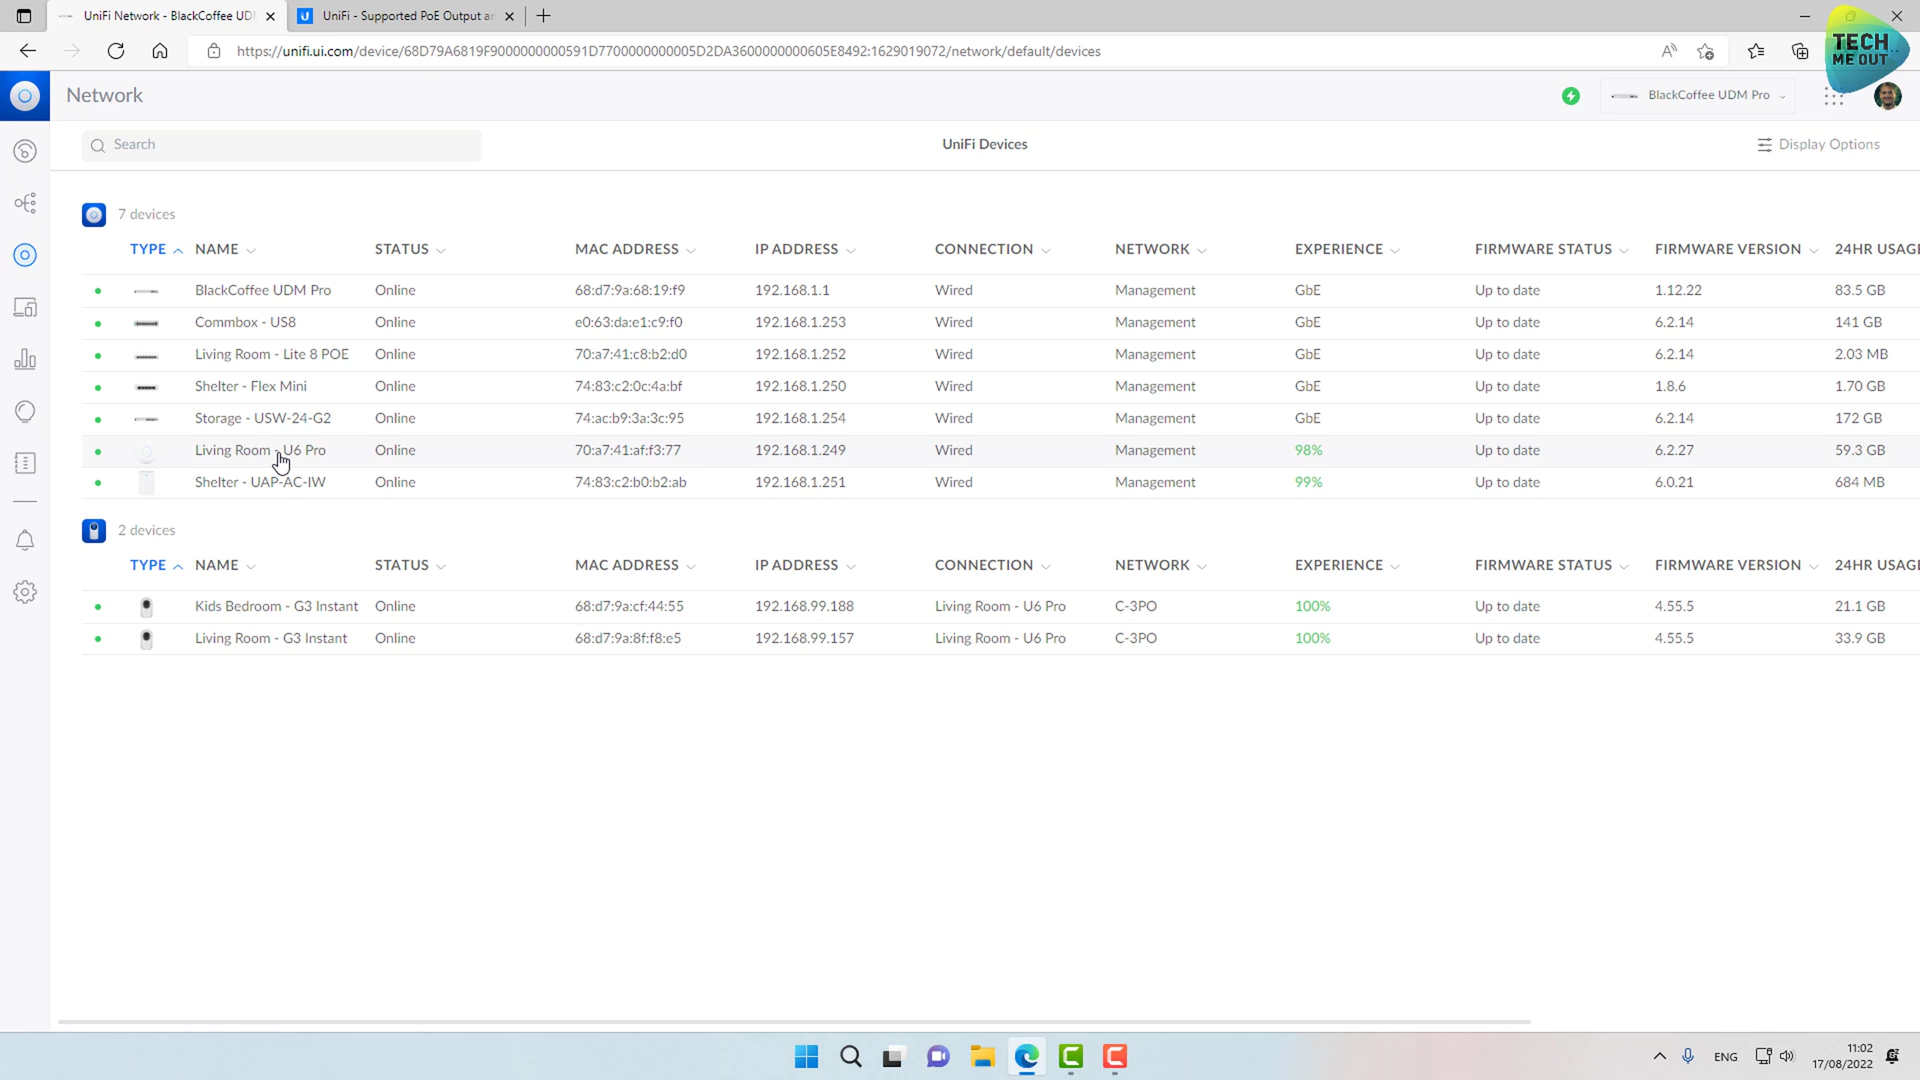 UniFi Network - BlackCoffee UDM
UniFi - Supported PoE Output an
https://unifi.ui.com/device/68D79A6819F9000000000591D7700000000005D2DA3600000000605E8492:1629019072/network/default/devices
TECH
ME OUT
Network
BlackCoffee UDM Pro
Search
UniFi Devices
Display Options
7 devices
TYPE NAME STATUS MAC ADDRESS IP ADDRESS CONNECTION NETWORK EXPERIENCE FIRMWARE STATUS FIRMWARE VERSION 24HR USAGE
BlackCoffee UDM Pro Online 68:d7:9a:68:19:f9 192.168.1.1 Wired Management GbE Up to date 1.12.22 83.5 GB
Commbox - US8 Online e0:63:da:e1:c9:f0 192.168.1.253 Wired Management GbE Up to date 6.2.14 141 GB
Living Room - Lite 8 POE Online 70:a7:41:c8:b2:d0 192.168.1.252 Wired Management GbE Up to date 6.2.14 2.03 MB
Shelter - Flex Mini Online 74:83:c2:0c:4a:bf 192.168.1.250 Wired Management GbE Up to date 1.8.6 1.70 GB
Storage - USW-24-G2 Online 74:ac:b9:3a:3c:95 192.168.1.254 Wired Management GbE Up to date 6.2.14 172 GB
Living Room - U6 Pro Online 70:a7:41:af:f3:77 192.168.1.249 Wired Management 98% Up to date 6.2.27 59.3 GB
Shelter - UAP-AC-IW Online 74:83:c2:b0:b2:ab 192.168.1.251 Wired Management 99% Up to date 6.0.21 684 MB
2 devices
TYPE NAME STATUS MAC ADDRESS IP ADDRESS CONNECTION NETWORK EXPERIENCE FIRMWARE STATUS FIRMWARE VERSION 24HR USAGE
Kids Bedroom - G3 Instant Online 68:d7:9a:cf:44:55 192.168.99.188 Living Room - U6 Pro C-3PO 100% Up to date 4.55.5 21.1 GB
Living Room - G3 Instant Online 68:d7:9a:8f:f8:e5 192.168.99.157 Living Room - U6 Pro C-3PO 100% Up to date 4.55.5 33.9 GB
ENG
11:02
17/08/2022